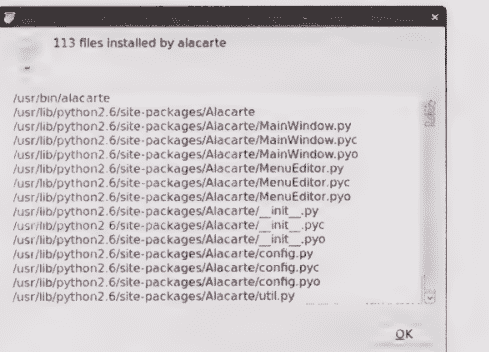 113 files installed by alacarte
/usr/bin/alacarte
/usr/lib/python2.6/site-packages/Alacarte
/usr/lib/python2.6/site-packages/Alacarte/MainWindow.py
/usr/lib/python2.6/site-packages/Alacarte/MainWindow.pyc
/usr/lib/python2.6/site-packages/Alacarte/MainWindow.pyo
/usr/lib/python2.6/site-packages/Alacarte/MenuEditor.py
/usr/lib/python2.6/site-packages/Alacarte/MenuEditor.pyc
/usr/lib/python2.6/site-packages/Alacarte/MenuEditor.pyo
/usr/lib/python2.6/site-packages/Alacarte/__init__.py
/usr/lib/python2.6/site-packages/Alacarte/__init__.pyc
/usr/lib/python2.6/site-packages/Alacarte/__init__.pyo
/usr/lib/python2.6/site-packages/Alacarte/config.py
/usr/lib/python2.6/site-packages/Alacarte/config.pyc
/usr/lib/python2.6/site-packages/Alacarte/config.pyo
/usr/lib/python2.6/site-packages/Alacarte/util.py
OK